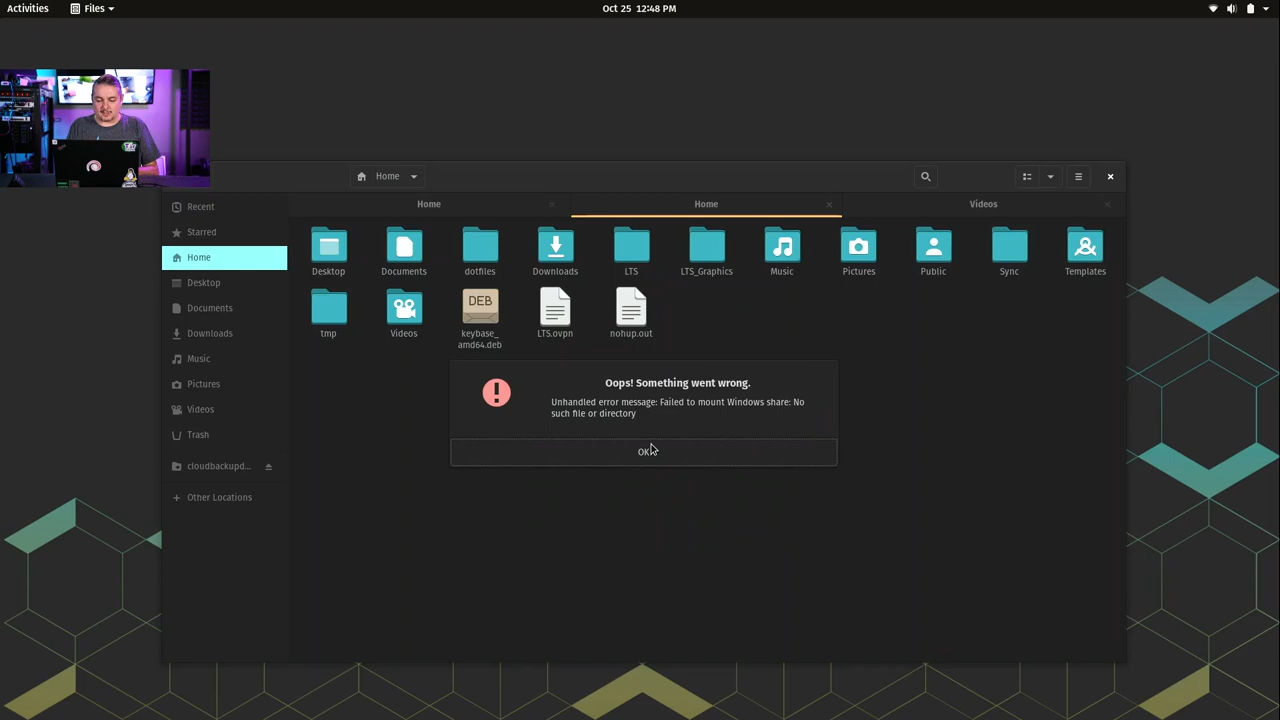 Activities
Files
Oct 25 12:48 PM
Home
Home
Home
Videos
Recent
Starred
Home
Desktop
Documents
Downloads
Music
Pictures
Videos
Trash
cloudbackupd...
Other Locations
Desktop
Documents
dotfiles
Downloads
LTS
LTS_Graphics
Music
Pictures
Public
Sync
Templates
tmp
Videos
DEB
keybase_
amd64.deb
LTS.ovpn
nohup.out
Oops! Something went wrong.
Unhandled error message: Failed to mount Windows share: No
such file or directory
OK